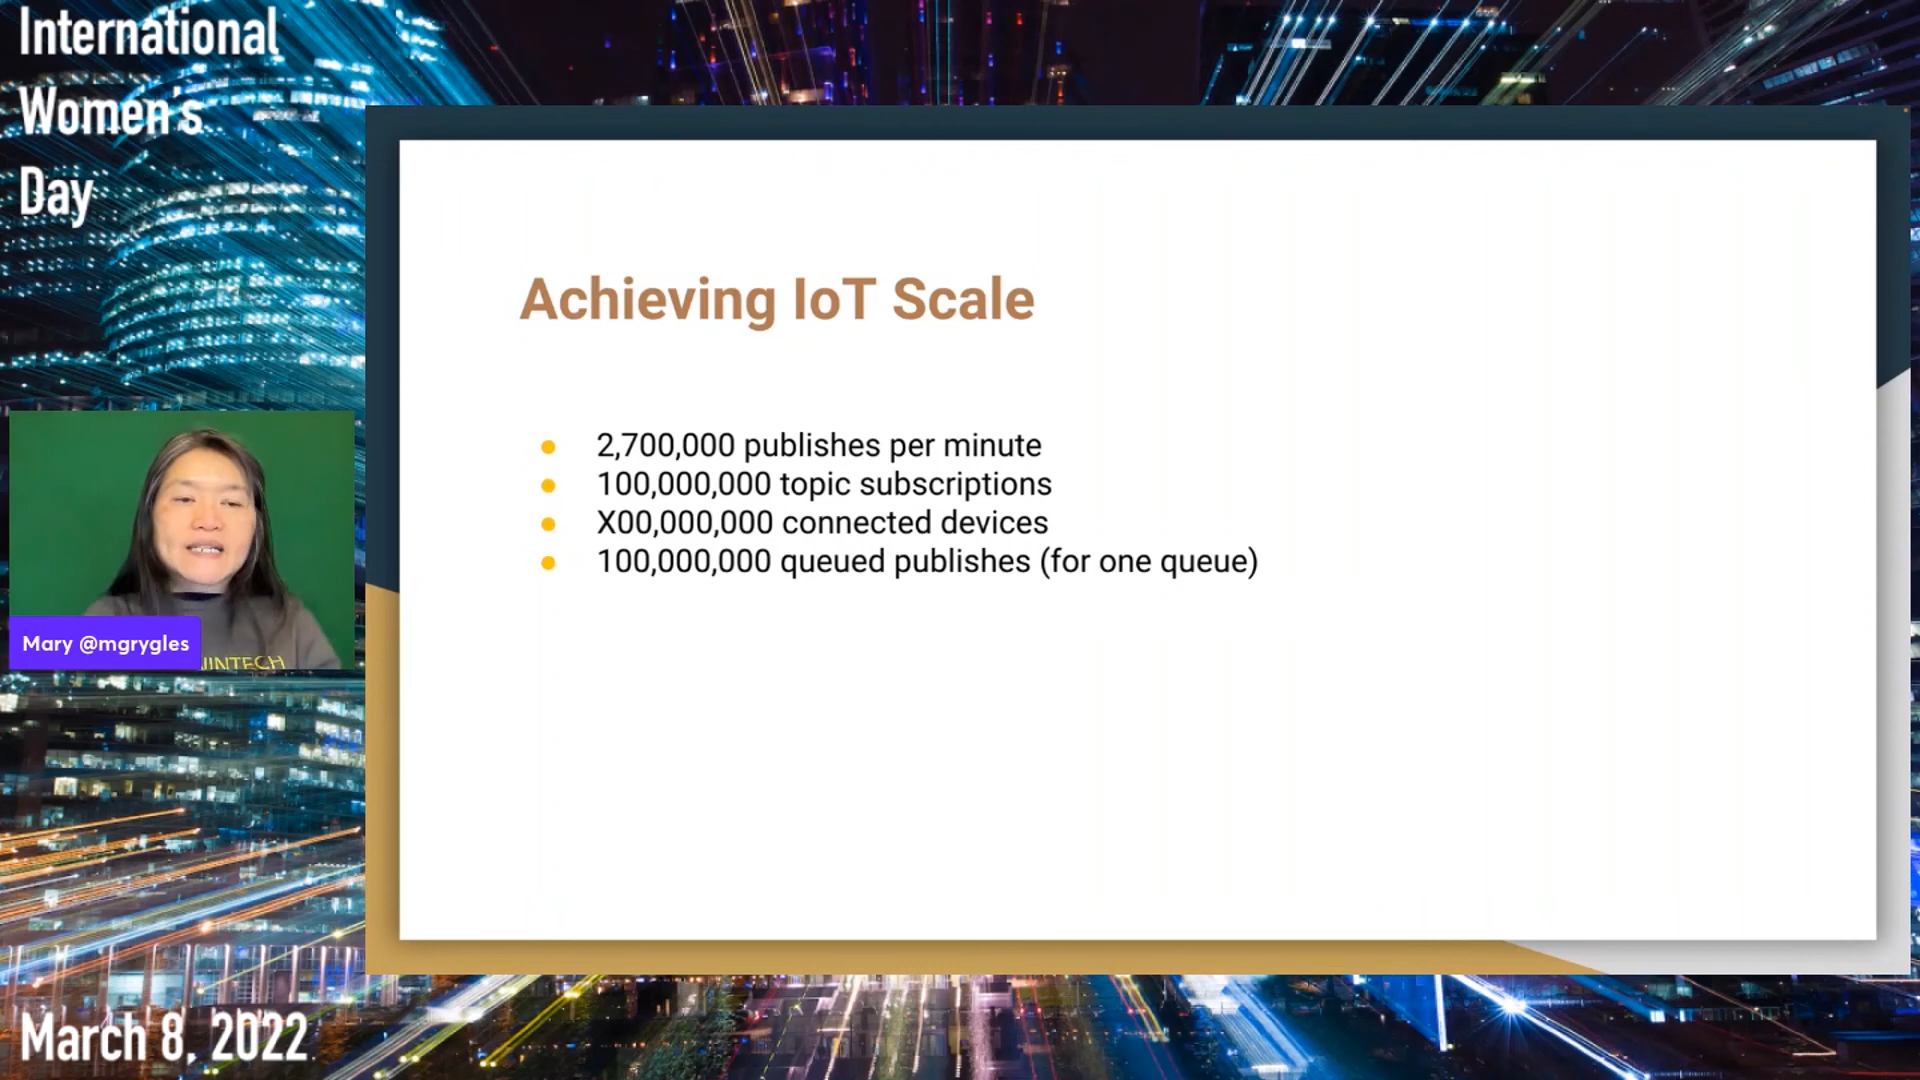 International
Women's
Day
Achieving IoT Scale
2,700,000 publishes per minute
100,000,000 topic subscriptions
X00,000,000 connected devices
100,000,000 queued publishes (for one queue)
Mary @mgrygles
March 8, 2022